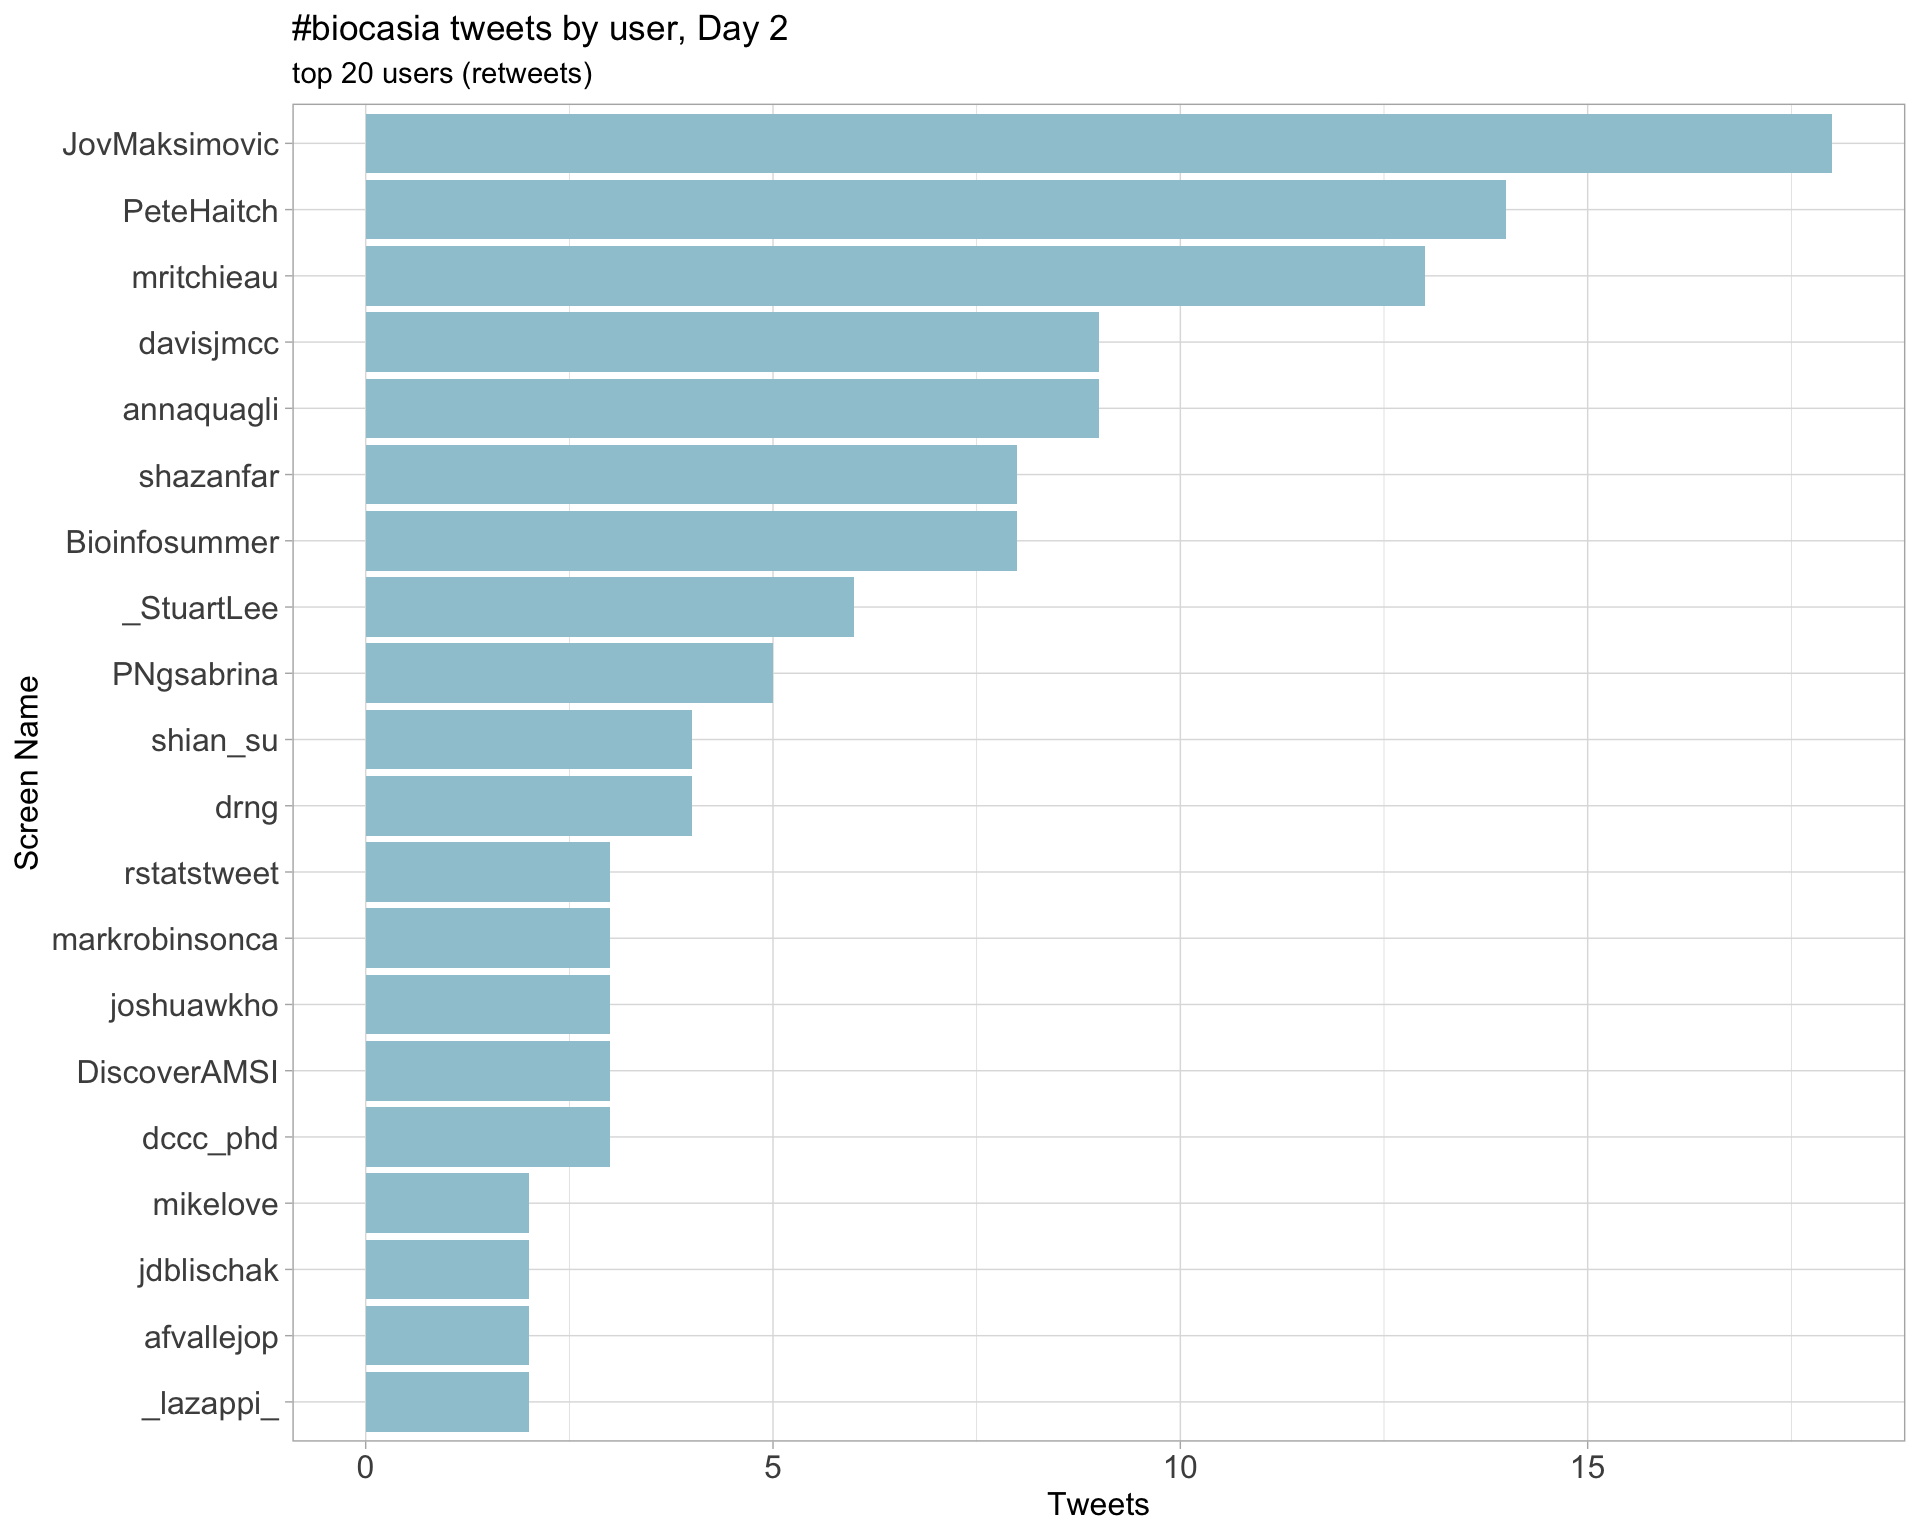 #biocasia tweets by user, Day 2
top 20 users (retweets)
JovMaksimovic
PeteHaitch
mritchieau
davisjmcc
annaquagli
shazanfar
Bioinfosummer
_StuartLee
PNgsabrina
shian_su
drng
rstatstweet
markrobinsonca
joshuawkho
DiscoverAMSI
dccc_phd
mikelove
jdblischak
afvallejop
_lazappi_
Screen Name
0 5 10 15
Tweets